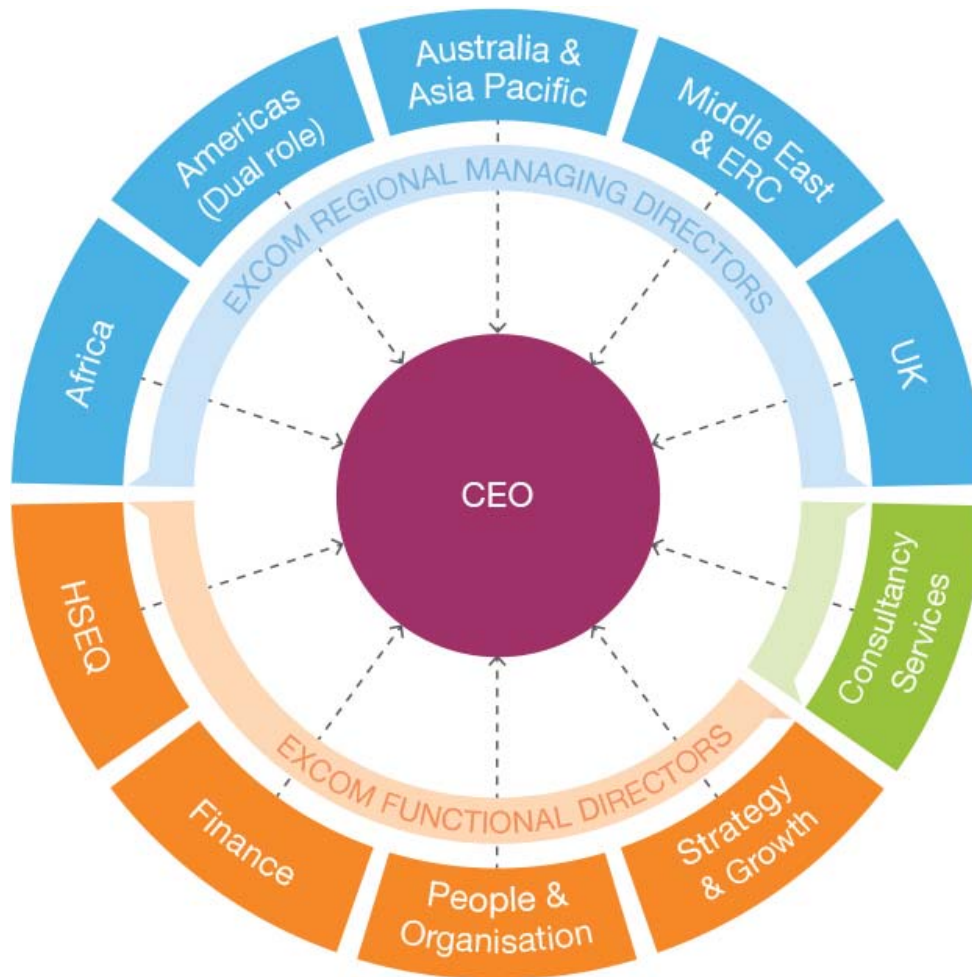 Australia &
Asia Pacific
Americas
(Dual role)
Middle East
& ERC
EXCOM REGIONAL MANAGING DIRECTORS
Africa
UK
CEO
HSEQ
Consultancy
Services
EXCOM FUNCTIONAL DIRECTORS
Finance
Strategy
& Growth
People &
Organisation